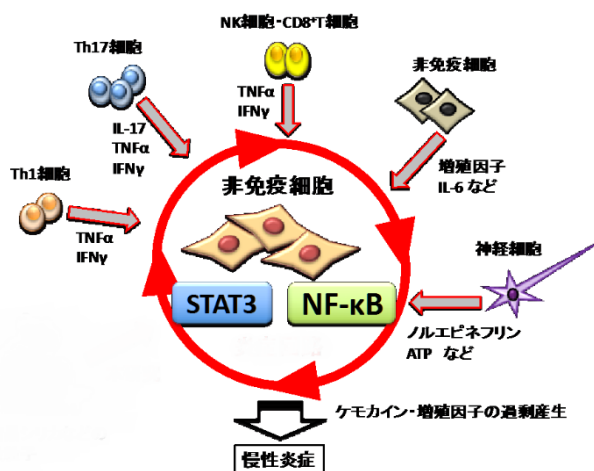 NK細胞・CD8⁺T細胞
Th17細胞
TNFα
IFNγ
非免疫細胞
IL-17
TNFα
IFNγ
増殖因子
IL-6 など
Th1細胞
TNFα
IFNγ
非免疫細胞
神経細胞
STAT3
NF-κB
ノルエピネフリン
ATP など
ケモカイン・増殖因子の過剰産生
慢性炎症